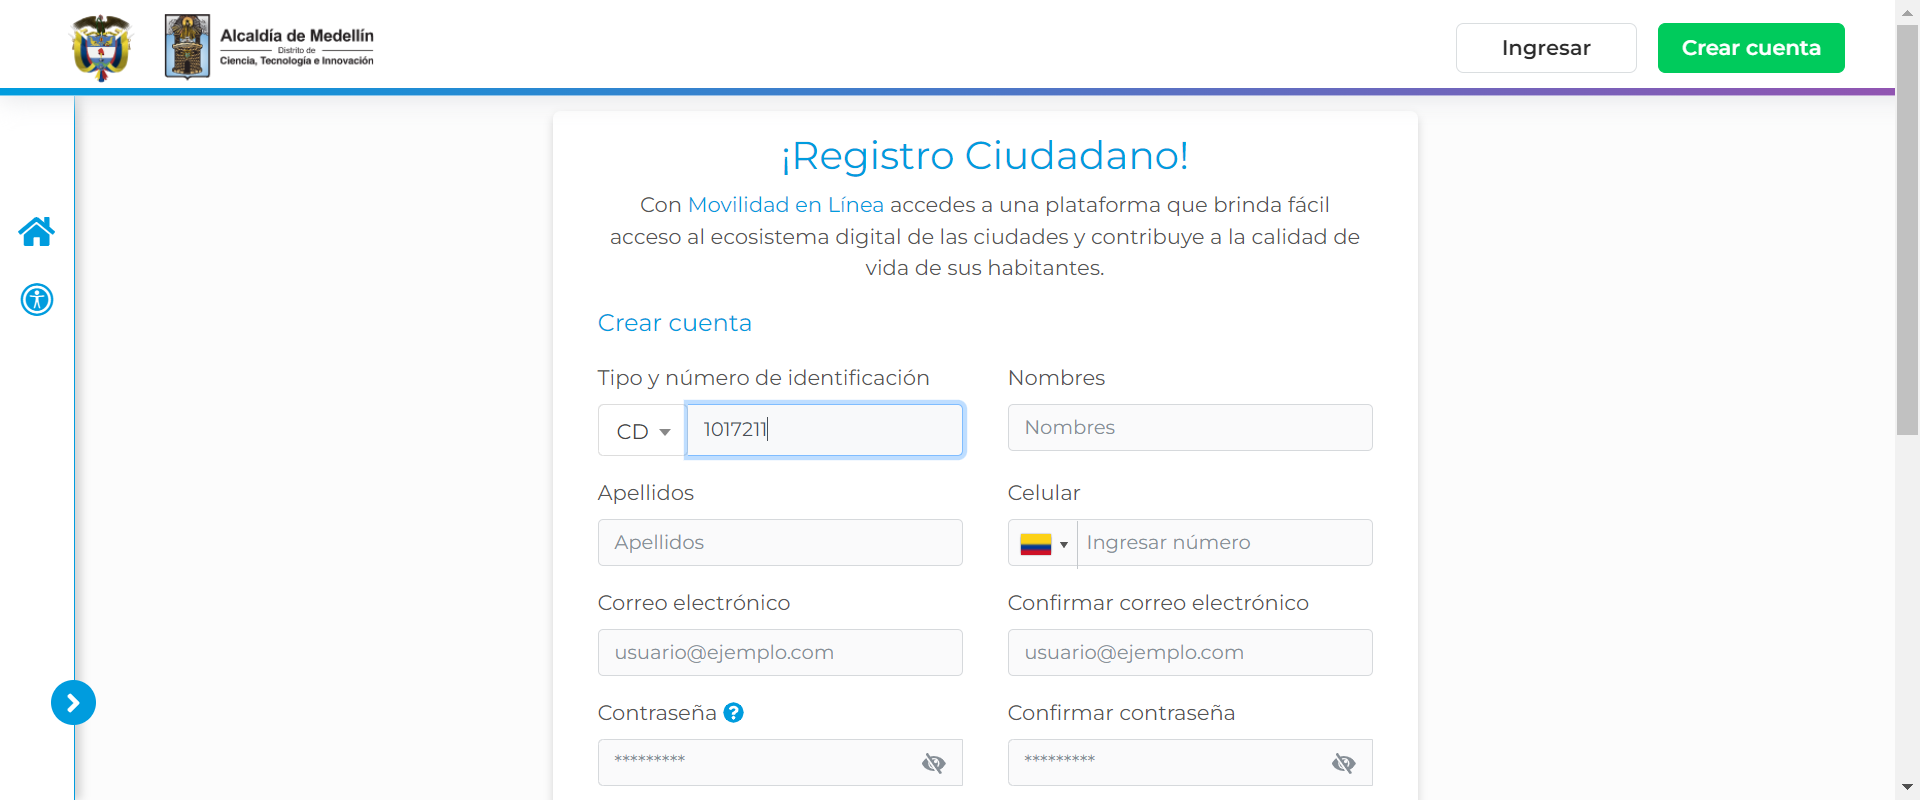 Alcaldía de Medellín
Distrito de
Ciencia, Tecnología e Innovación
Ingresar
Crear cuenta
¡Registro Ciudadano!
Con Movilidad en Línea accedes a una plataforma que brinda fácil
acceso al ecosistema digital de las ciudades y contribuye a la calidad de
vida de sus habitantes.
Crear cuenta
Tipo y número de identificación
Nombres
CD
1017211
Nombres
Apellidos
Celular
Apellidos
Ingresar número
Correo electrónico
Confirmar correo electrónico
usuario@ejemplo.com
usuario@ejemplo.com
Contraseña ?
Confirmar contraseña
*********
*********